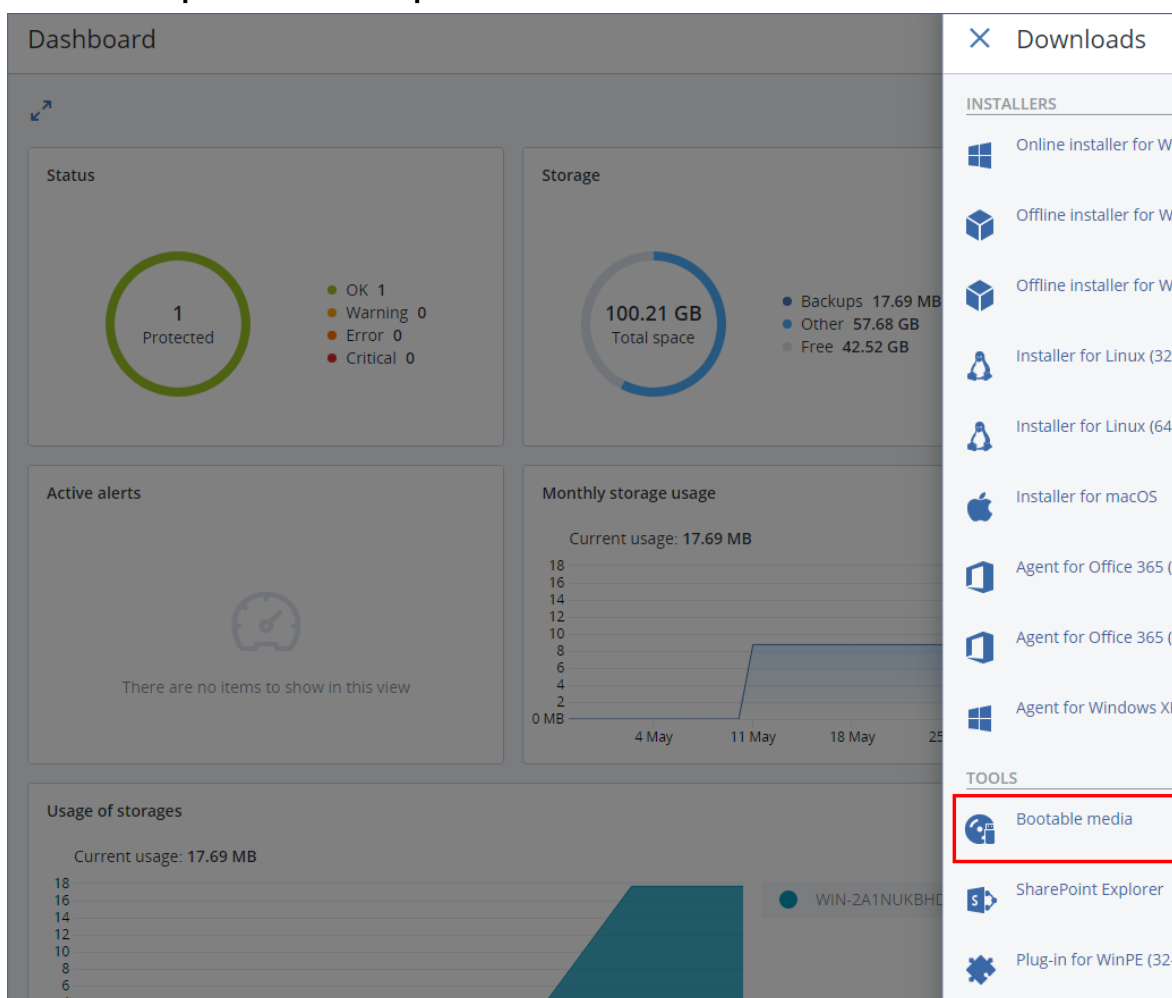 Dashboard
Status
1
Protected
OK 1
Warning 0
Error 0
Critical 0
Storage
100.21 GB
Total space
Backups 17.69 MB
Other 57.68 GB
Free 42.52 GB
Active alerts
There are no items to show in this view
Monthly storage usage
Current usage: 17.69 MB
18
16
14
12
10
8
6
4
2
0 MB
4 May 11 May 18 May 25
Usage of storages
Current usage: 17.69 MB
18
16
14
12
10
8
6
WIN-2A1NUKBHD
Downloads
INSTALLERS
Online installer for W
Offline installer for W
Offline installer for W
Installer for Linux (32
Installer for Linux (64
Installer for macOS
Agent for Office 365 (
Agent for Office 365 (
Agent for Windows XP
TOOLS
Bootable media
SharePoint Explorer
Plug-in for WinPE (32-